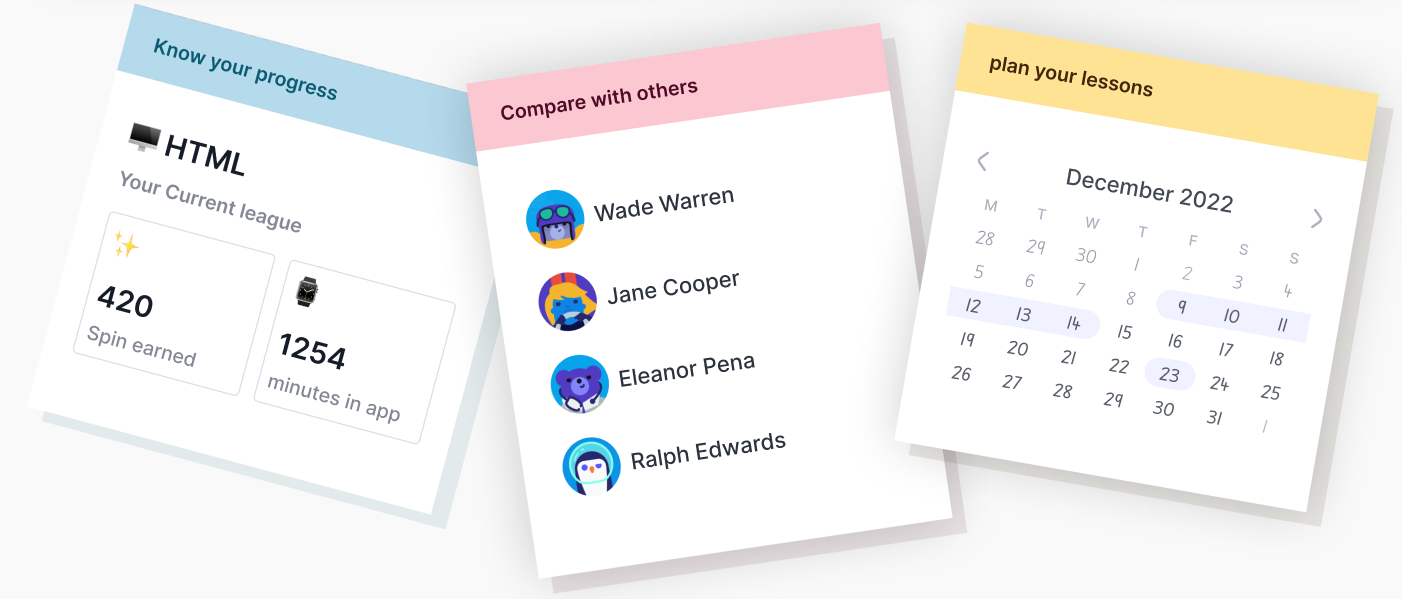 Know your progress
HTML
Your Current league
420
Spin earned
1254
minutes in app
Compare with others
Wade Warren
Jane Cooper
Eleanor Pena
Ralph Edwards
plan your lessons
December 2022
M T W T F S S
28 29 30 1 2 3 4
5 6 7 8 9 10 11
12 13 14 15 16 17 18
19 20 21 22 23 24 25
26 27 28 29 30 31 1